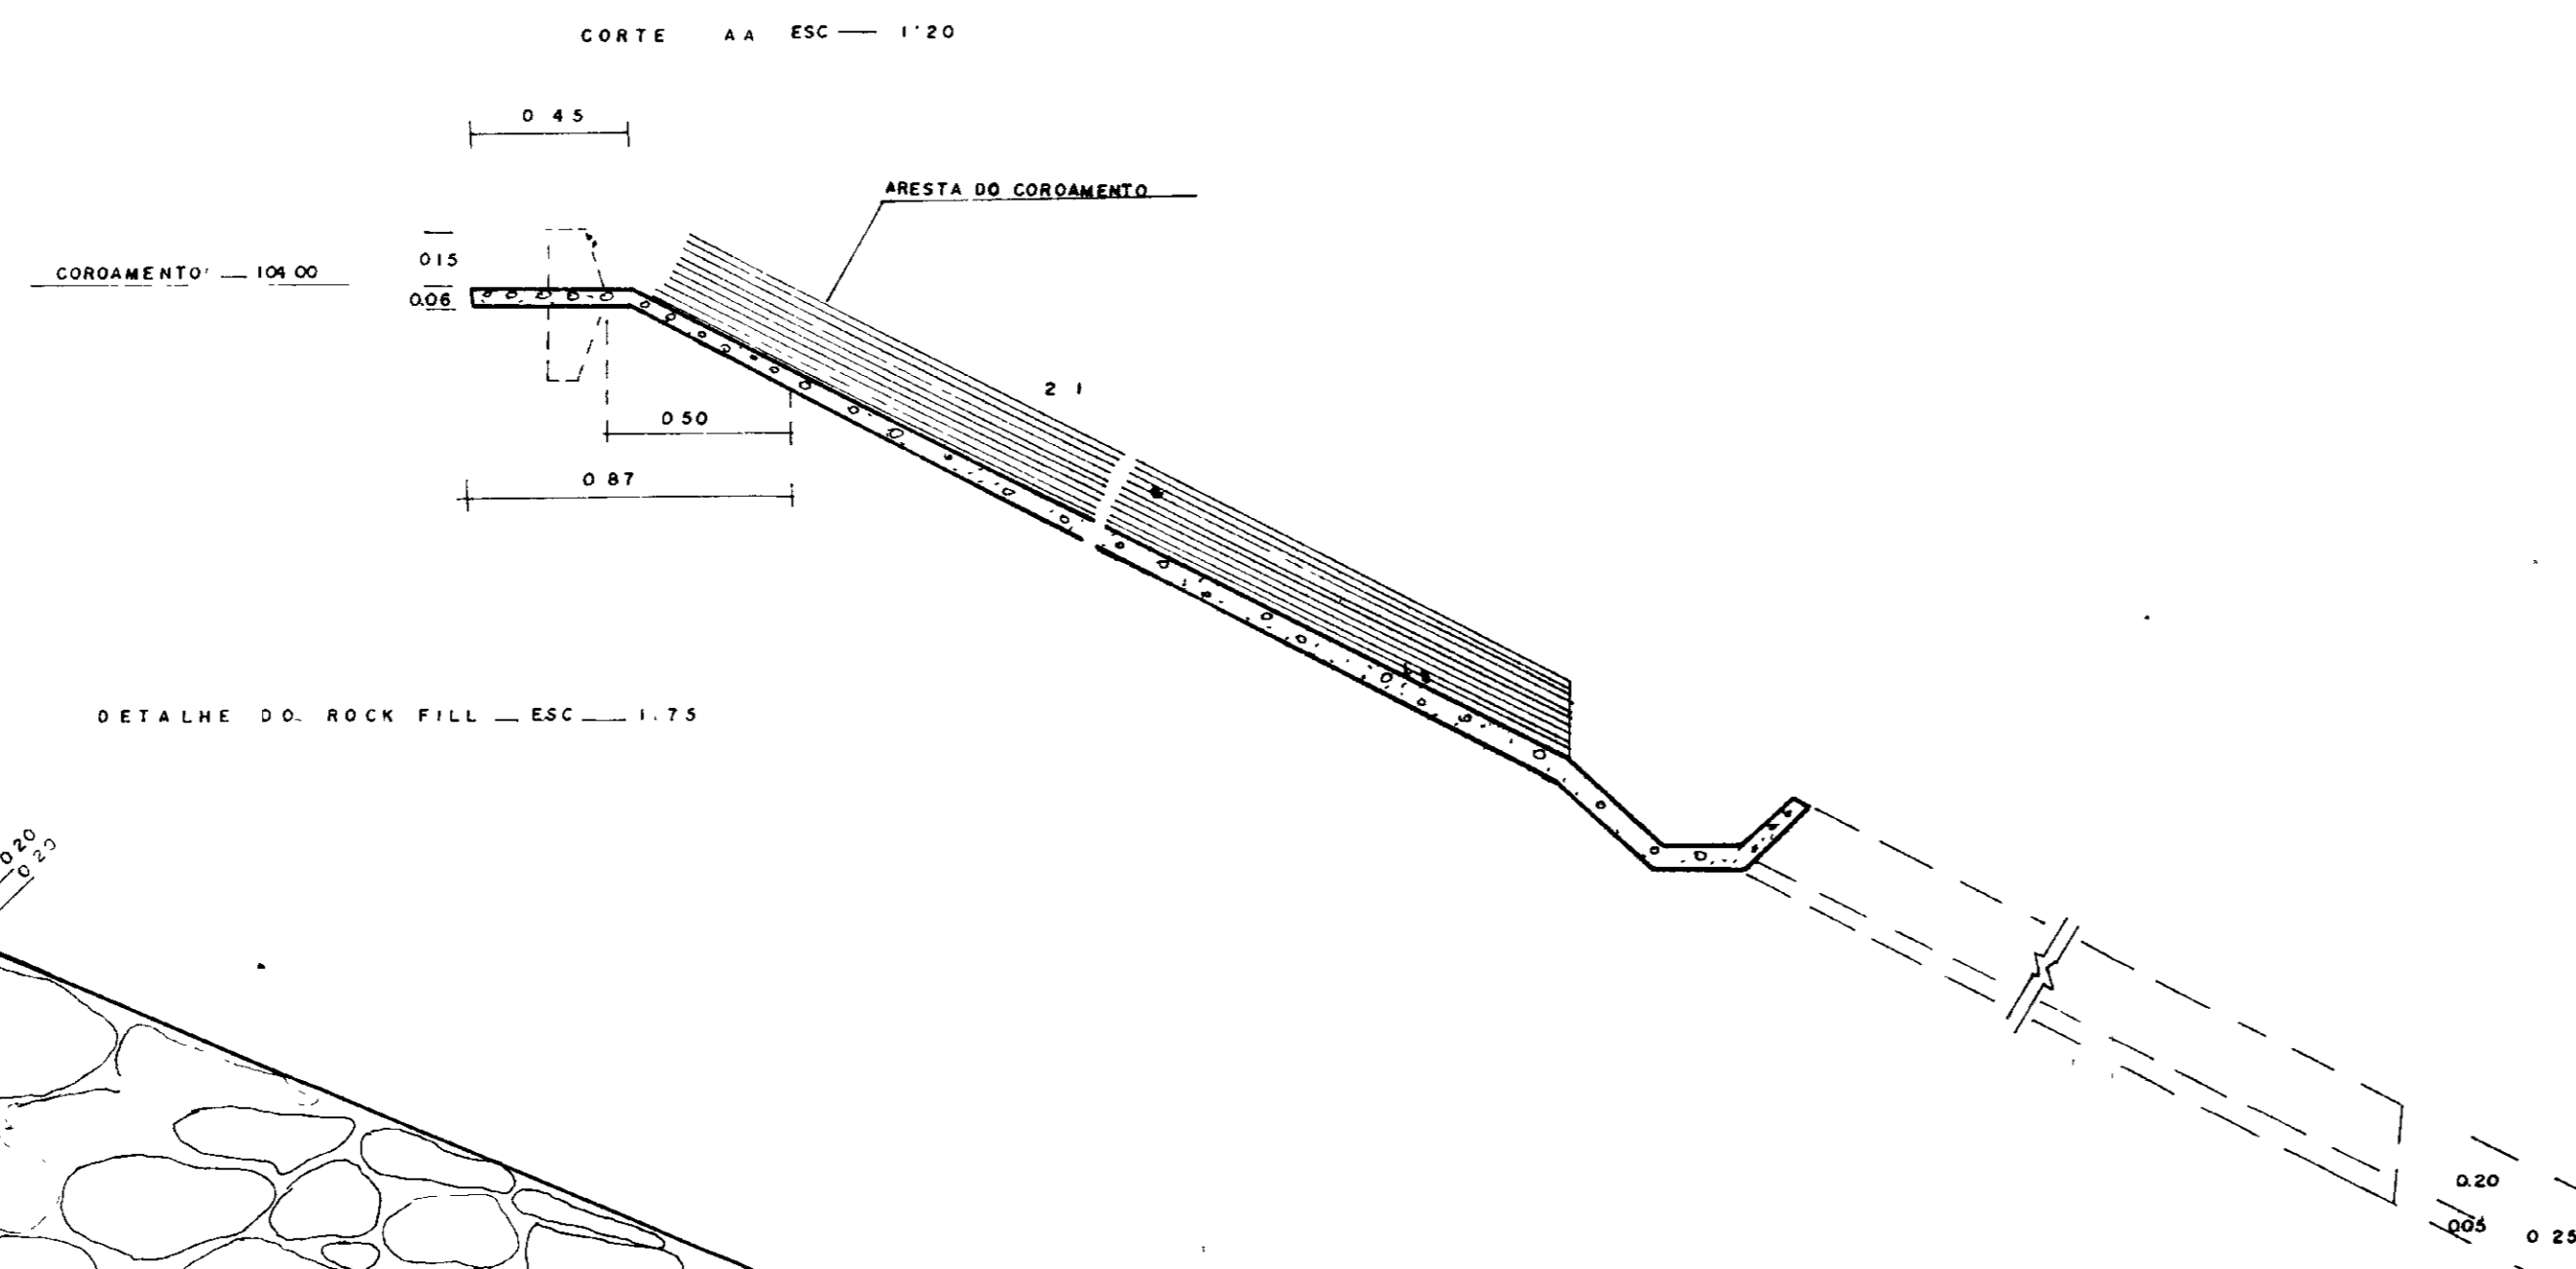 CORTE AA ESC — 1:20
0 45
ARESTA DO COROAMENTO
COROAMENTO — 104 00
015
0.06
2 1
0 50
0 87
DETALHE DO ROCK FILL — ESC — 1.75
0 20
0 20
0.20
0.05
0 25